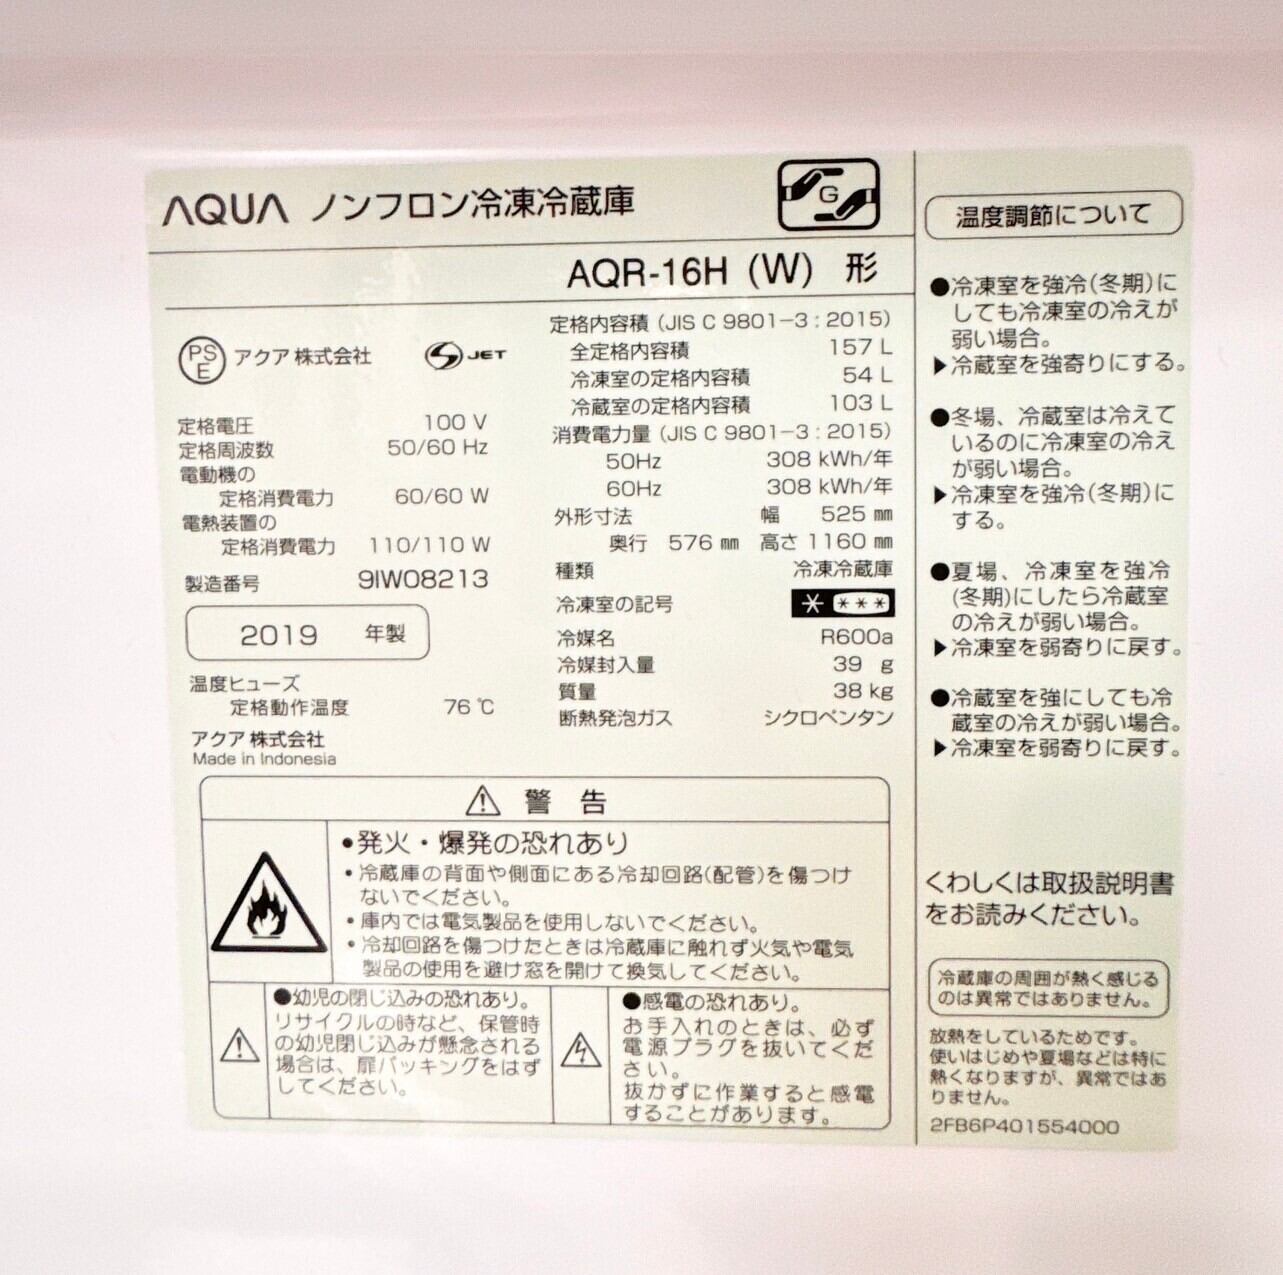 AQUA ノンフロン冷凍冷蔵庫
G
AQR-16H (W) 形
PS
E
アクア 株式会社
S JET
定格電圧 100 V
定格周波数 50/60 Hz
電動機の
定格消費電力 60/60 W
電熱装置の
定格消費電力 110/110 W
製造番号 9IW08213
2019 年製
温度ヒューズ
定格動作温度 76 ℃
アクア 株式会社
Made in Indonesia
定格内容積 (JIS C 9801-3 : 2015)
全定格内容積 157 L
冷凍室の定格内容積 54 L
冷蔵室の定格内容積 103 L
消費電力量 (JIS C 9801-3 : 2015)
50Hz 308 kWh/年
60Hz 308 kWh/年
外形寸法 幅 525 ㎜
奥行 576 ㎜ 高さ 1160 ㎜
種類 冷凍冷蔵庫
冷凍室の記号 * ***
冷媒名 R600a
冷媒封入量 39 g
質量 38 kg
断熱発泡ガス シクロペンタン
警 告
•発火・爆発の恐れあり
•冷蔵庫の背面や側面にある冷却回路(配管)を傷つけ
ないでください。
•庫内では電気製品を使用しないでください。
•冷却回路を傷つけたときは冷蔵庫に触れず火気や電気
製品の使用を避け窓を開けて換気してください。
●幼児の閉じ込みの恐れあり。
リサイクルの時など、保管時
の幼児閉じ込みが懸念される
場合は、扉パッキングをはず
してください。
●感電の恐れあり。
お手入れのときは、必ず
電源プラグを抜いてくだ
さい。
抜かずに作業すると感電
することがあります。
温度調節について
●冷凍室を強冷(冬期)に
しても冷凍室の冷えが
弱い場合。
▶冷蔵室を強寄りにする。
●冬場、冷蔵室は冷えて
いるのに冷凍室の冷え
が弱い場合。
▶冷凍室を強冷(冬期)に
する。
●夏場、冷凍室を強冷
(冬期)にしたら冷蔵室
の冷えが弱い場合。
▶冷凍室を弱寄りに戻す。
●冷蔵室を強にしても冷
蔵室の冷えが弱い場合。
▶冷凍室を弱寄りに戻す。
くわしくは取扱説明書
をお読みください。
冷蔵庫の周囲が熱く感じる
のは異常ではありません。
放熱をしているためです。
使いはじめや夏場などは特に
熱くなりますが、異常ではあ
りません。
2FB6P401554000